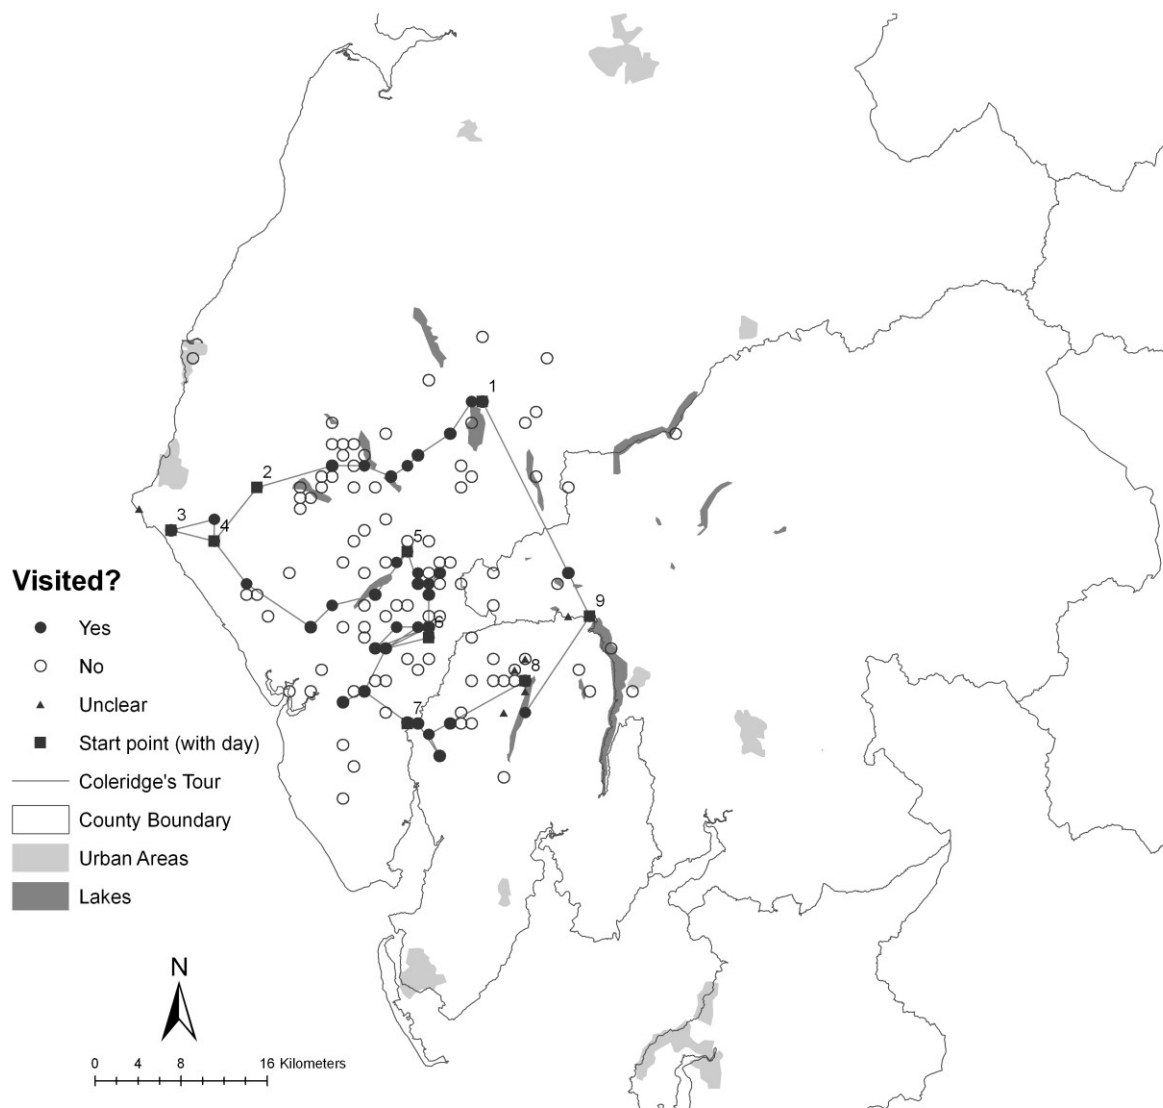 1
2
3
4
5
6
9
8
7
Visited?
Yes
No
Unclear
Start point (with day)
Coleridge's Tour
County Boundary
Urban Areas
Lakes
N
0 4 8 16 Kilometers